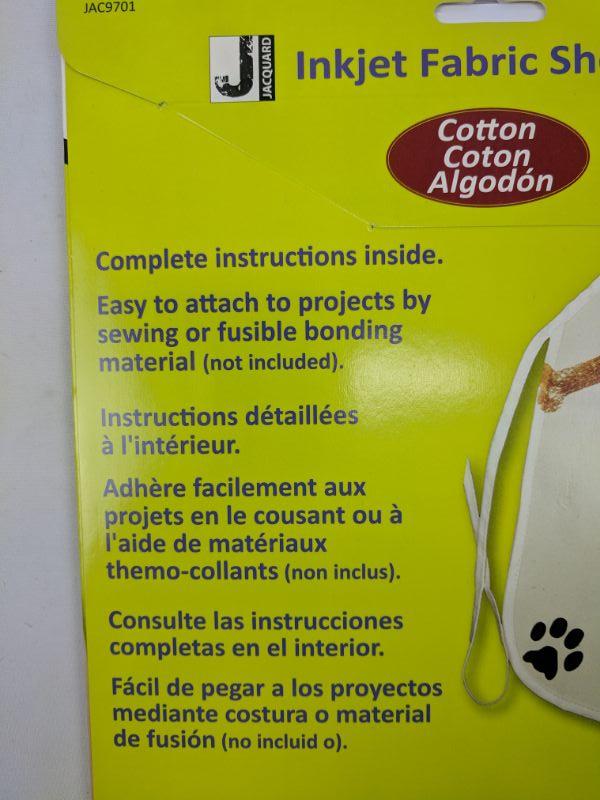 JAC9701
J JACQUARD
Inkjet Fabric
Cotton
Coton
Algodón
Complete instructions inside.
Easy to attach to projects by
sewing or fusible bonding
material (not included).
Instructions détaillées
à l'intérieur.
Adhère facilement aux
projets en le cousant ou à
l'aide de matériaux
themo-collants (non inclus).
Consulte las instrucciones
completas en el interior.
Fácil de pegar a los proyectos
mediante costura o material
de fusión (no incluid o).